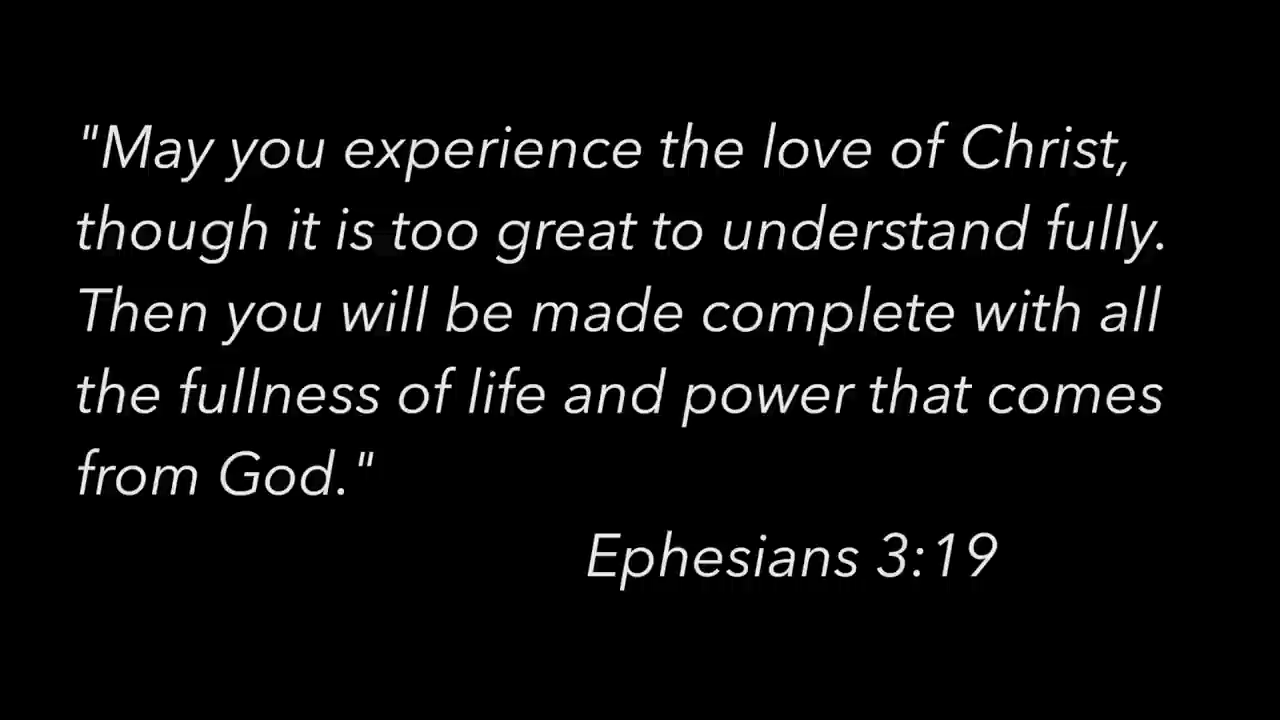 "May you experience the love of Christ,
though it is too great to understand fully.
Then you will be made complete with all
the fullness of life and power that comes
from God."
Ephesians 3:19